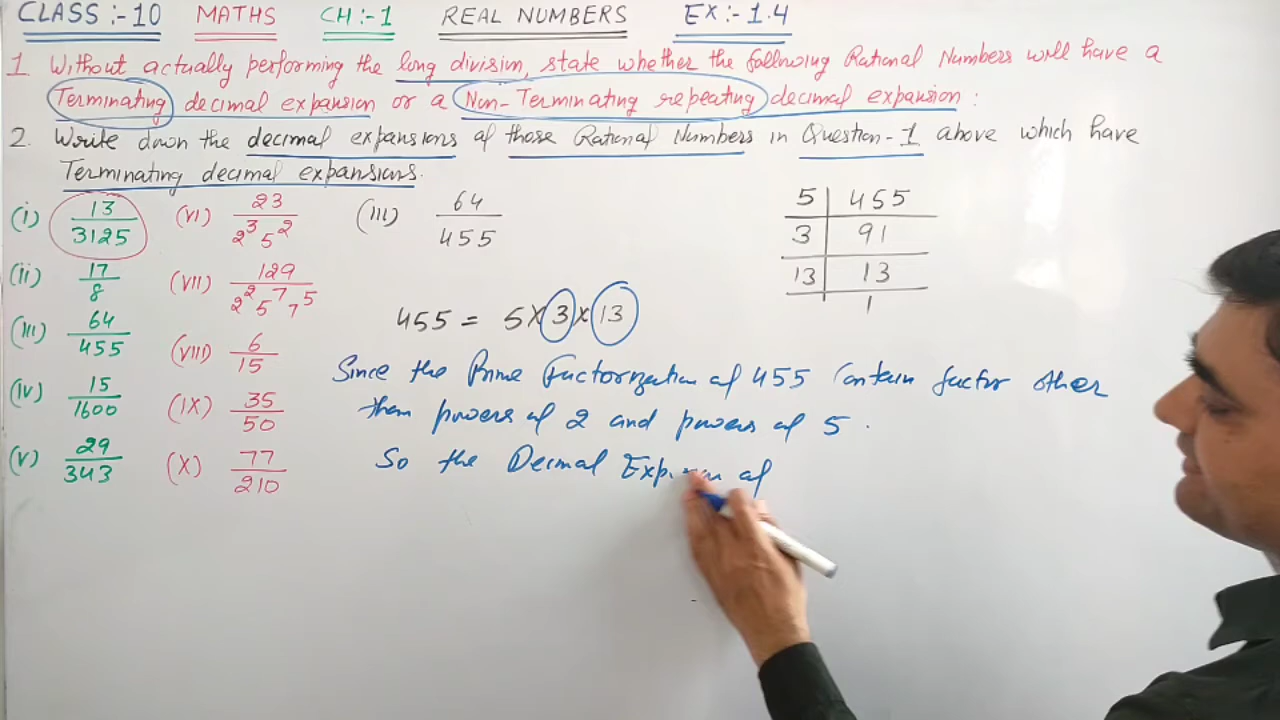 CLASS :- 10 MATHS CH :- 1 REAL NUMBERS EX :- 1.4
1. Without actually performing the long division, state whether the following Rational Numbers will have a
Terminating decimal expansion or a Non-Terminating repeating decimal expansion :
2. Write down the decimal expansions of those Rational Numbers in Question-1 above which have
Terminating decimal expansions.
(i) 13/3125
(ii) 17/8
(III) 64/455
(IV) 15/1600
(V) 29/343
(VI) 23/2³5²
(VII) 129/2²5⁷7⁵
(VIII) 6/15
(IX) 35/50
(X) 77/210
(III) 64/455
5 | 455
3 | 91
13 | 13
1
455 = 5×3×13
Since the Prime Factorization of 455 Contain factor other
than powers of 2 and powers of 5.
So the Decimal of